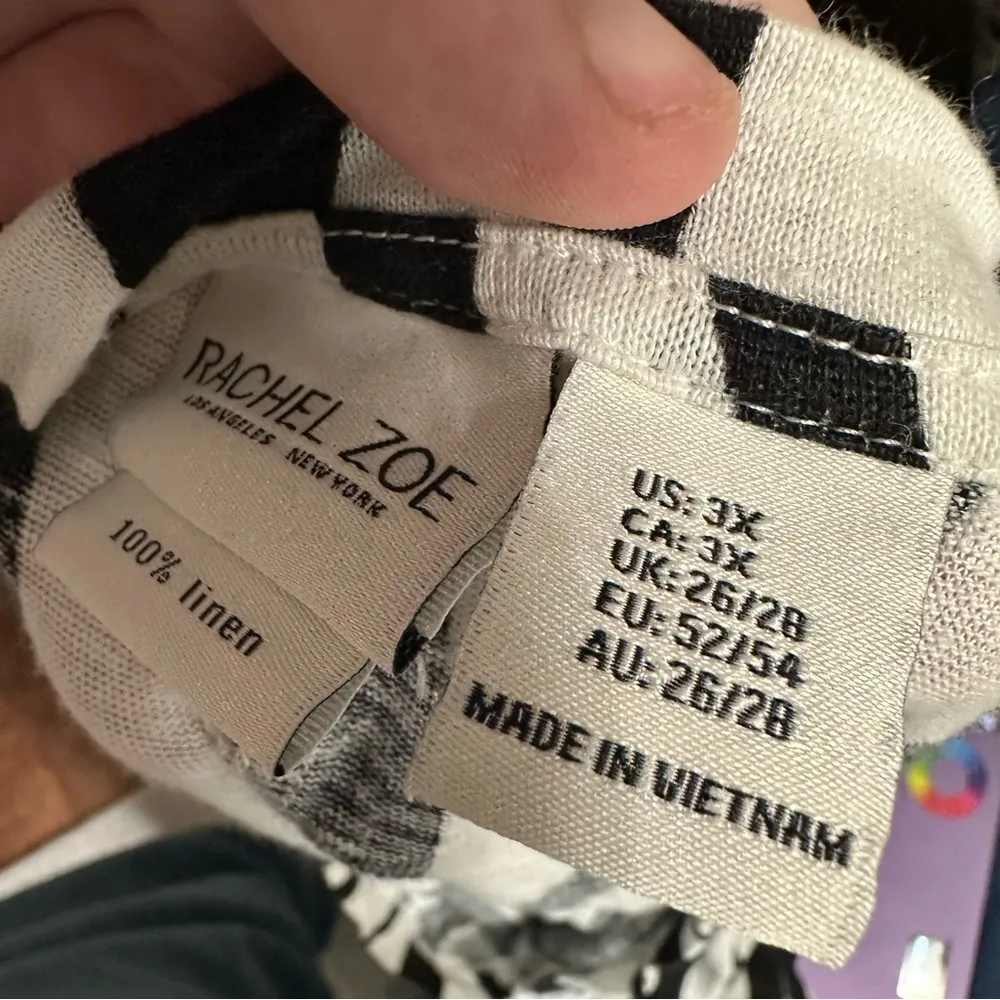 RACHEL ZOE
LOS ANGELES NEW YORK
100% linen
US: 3X
CA: 3X
UK: 26/28
EU: 52/54
AU: 26/28
MADE IN VIETNAM